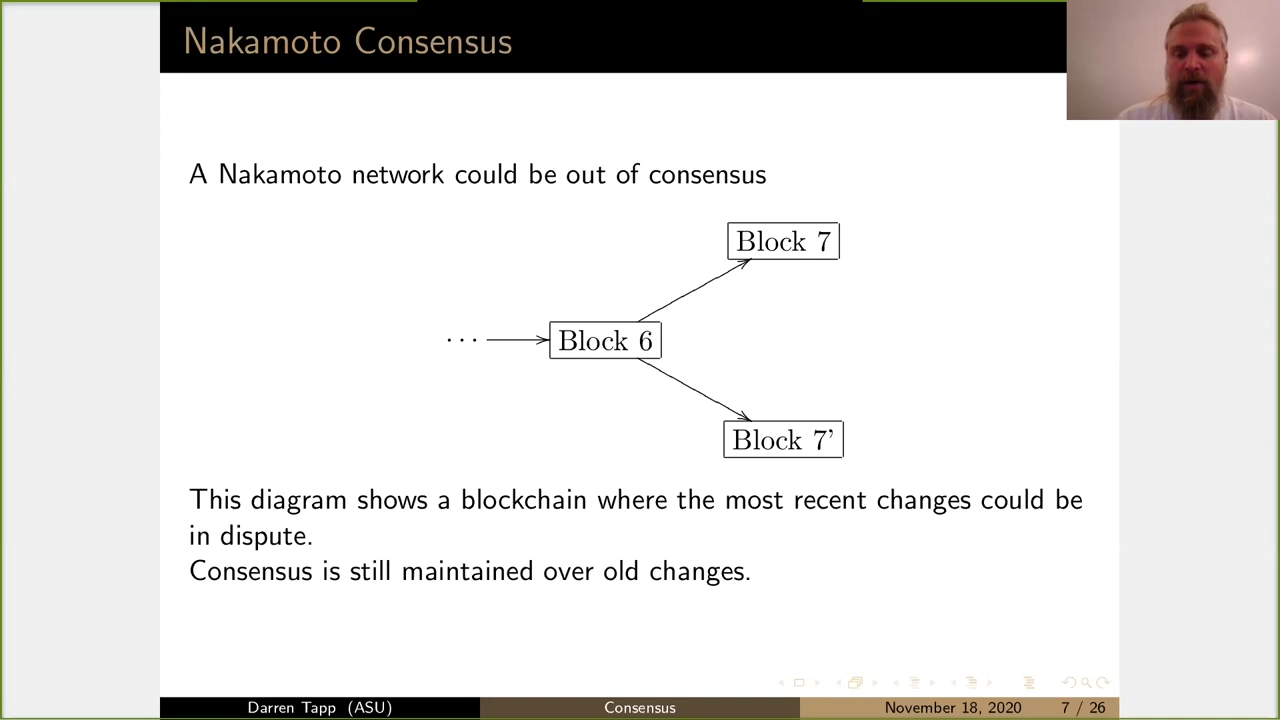 Nakamoto Consensus
A Nakamoto network could be out of consensus
Block 7
· · ·
Block 6
Block 7’
This diagram shows a blockchain where the most recent changes could be
in dispute.
Consensus is still maintained over old changes.
Darren Tapp (ASU) Consensus November 18, 2020 7 / 26